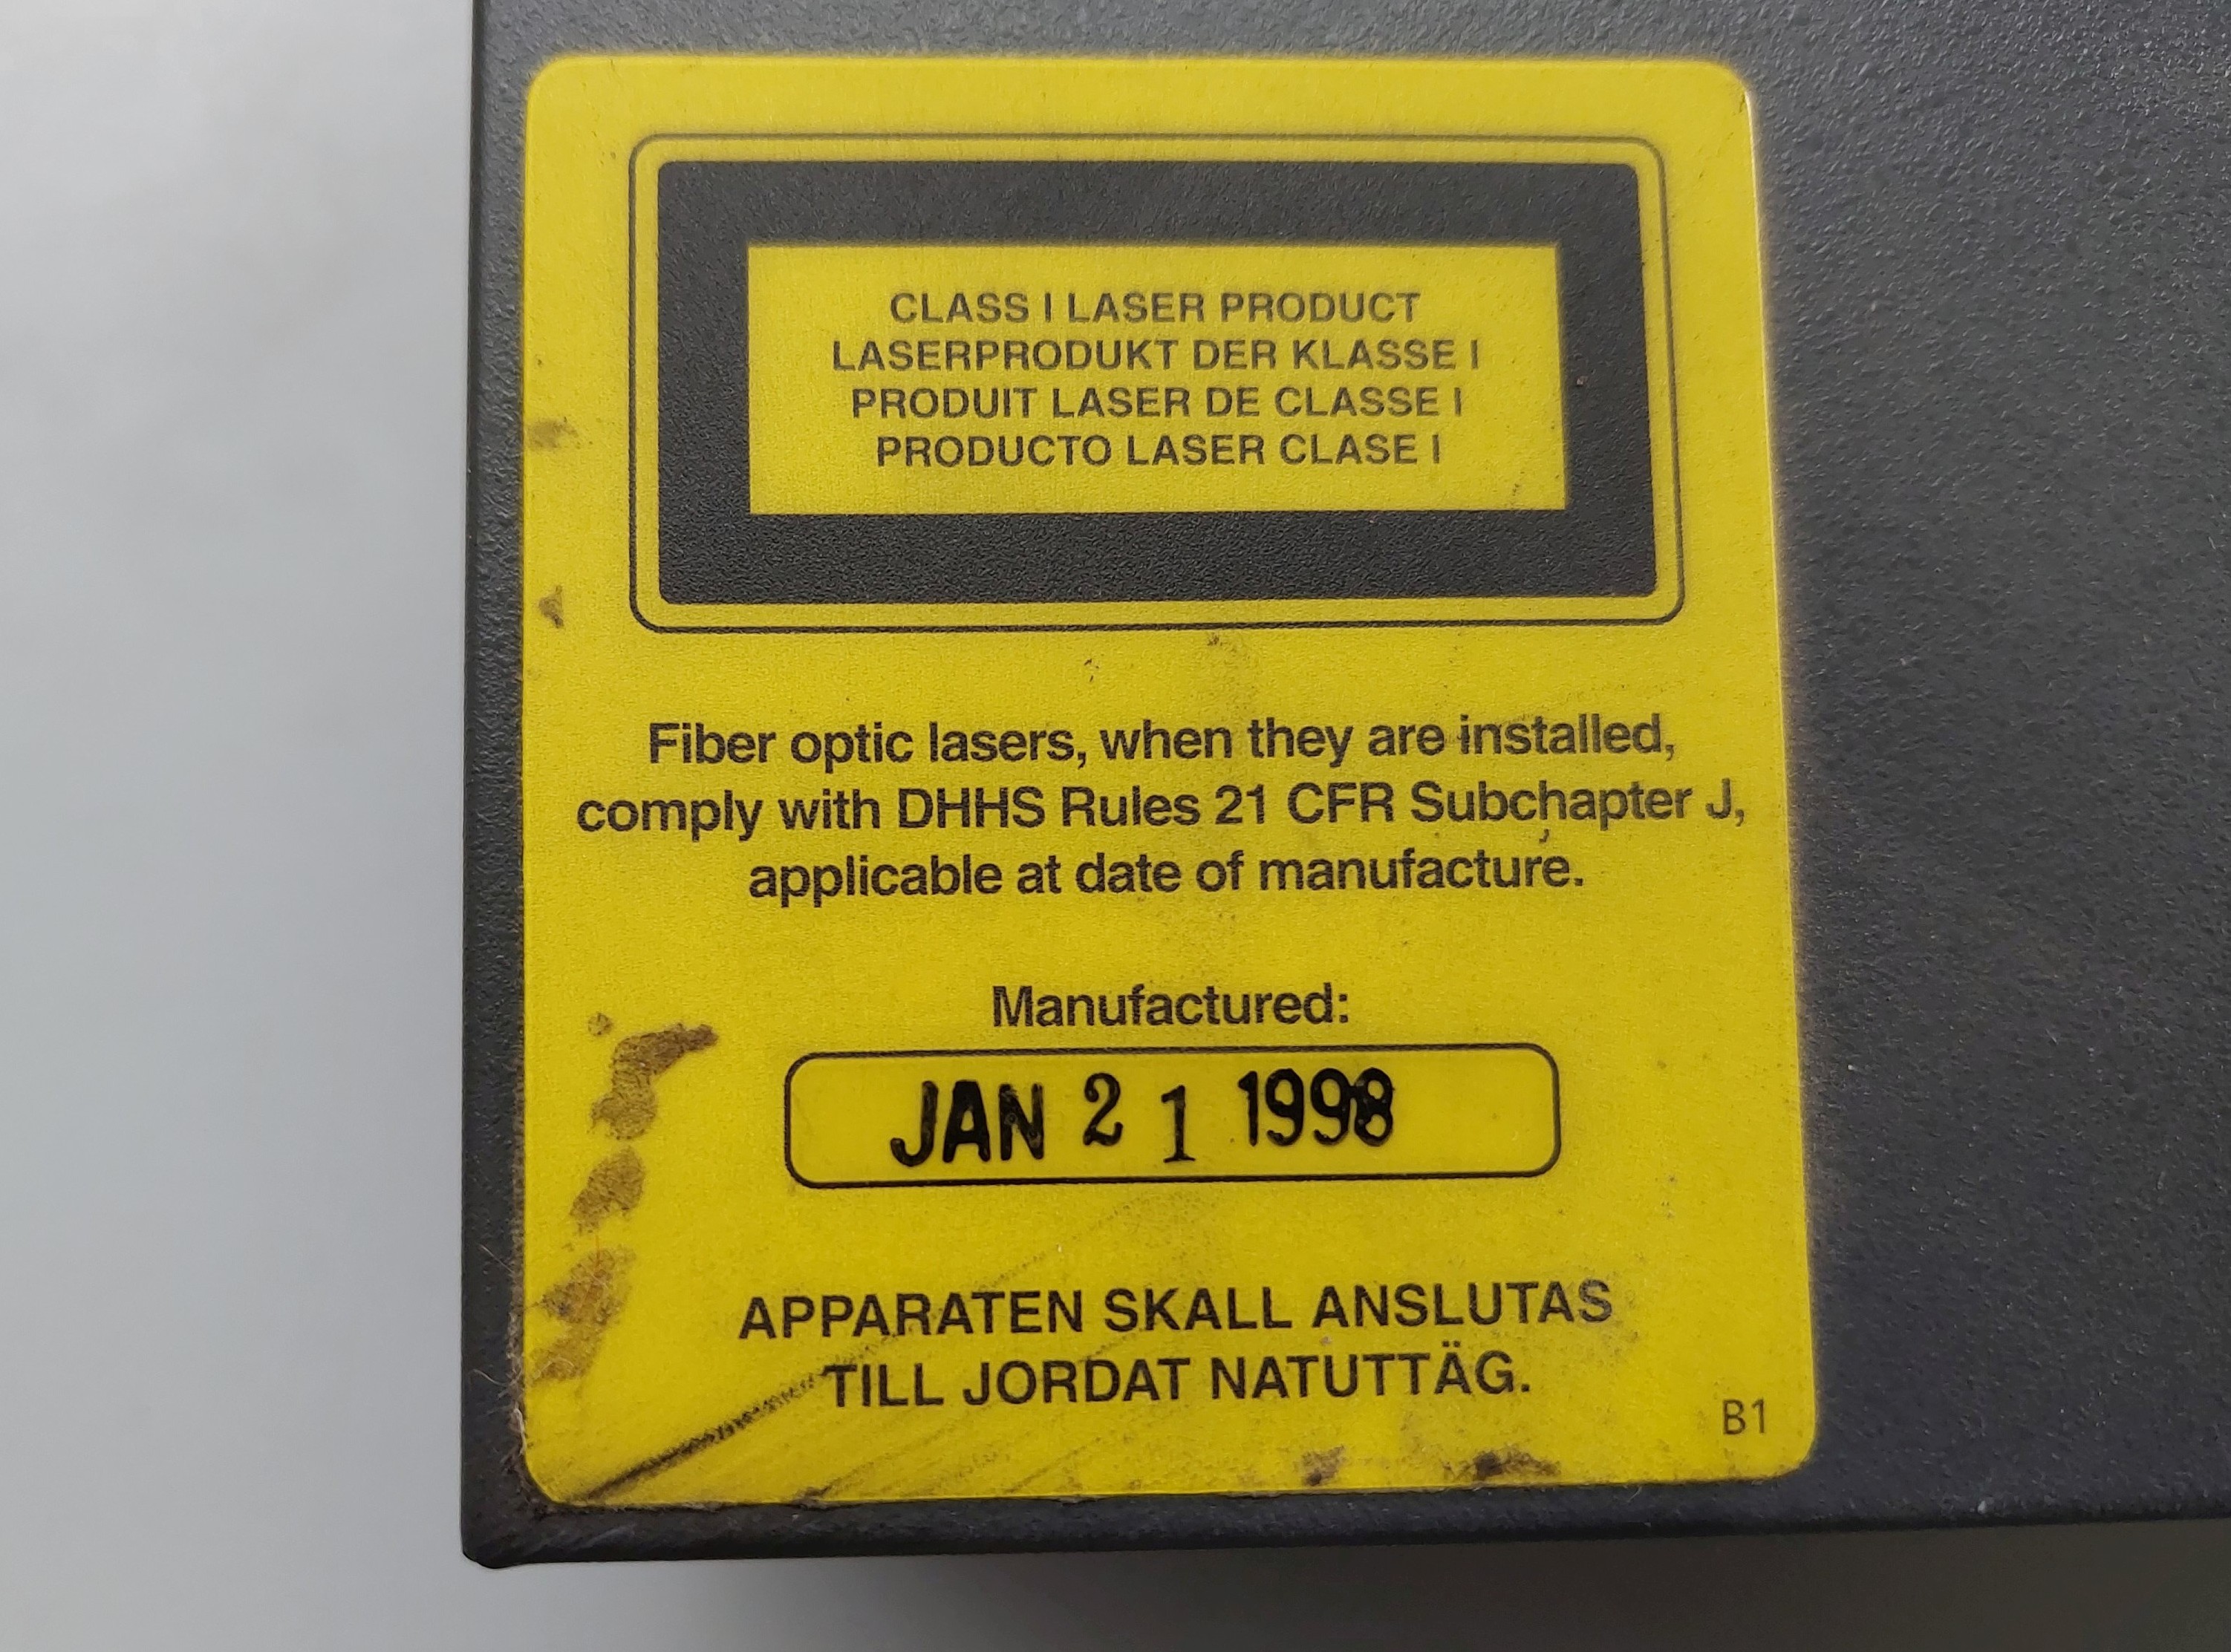 CLASS I LASER PRODUCT
LASERPRODUKT DER KLASSE I
PRODUIT LASER DE CLASSE I
PRODUCTO LASER CLASE I
Fiber optic lasers, when they are installed,
comply with DHHS Rules 21 CFR Subchapter J,
applicable at date of manufacture.
Manufactured:
JAN 21 1998
APPARATEN SKALL ANSLUTAS
TILL JORDAT NATUTTÄG.
B1